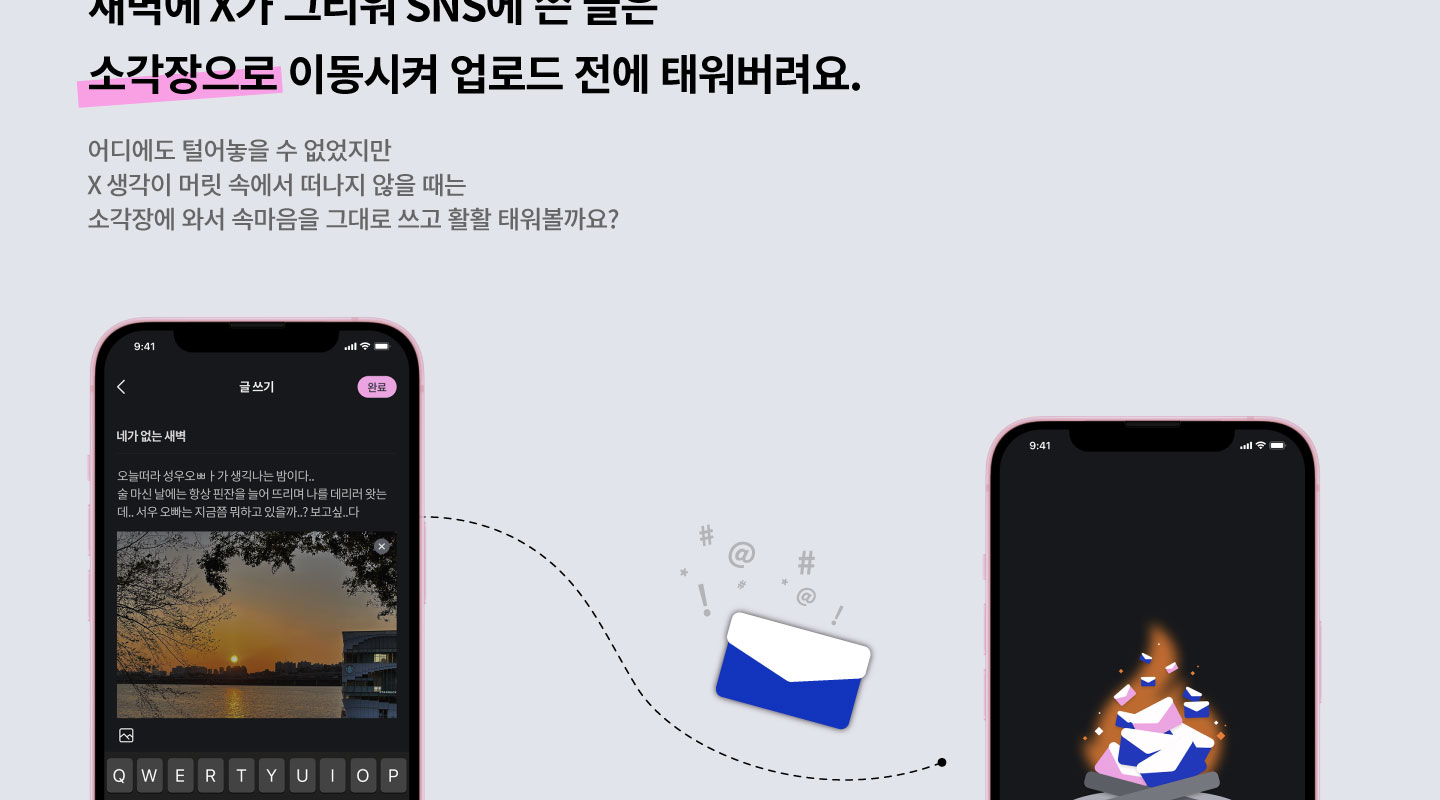 새벽에 X가 그리워 SNS에 쓴 글은
소각장으로 이동시켜 업로드 전에 태워버려요.
어디에도 털어놓을 수 없었지만
X 생각이 머릿 속에서 떠나지 않을 때는
소각장에 와서 속마음을 그대로 쓰고 활활 태워볼까요?
9:41
글 쓰기
완료
네가 없는 새벽
오늘떠라 성우오ㅃㅏ가 생긱나는 밤이다..
술 마신 날에는 항상 핀잔을 늘어 뜨리며 나를 데리러 왓는
데.. 서우 오빠는 지금쯤 뭐하고 있을까..? 보고싶..다
Q W E R T Y U I O P
# @ # * ! # * @ !
9:41